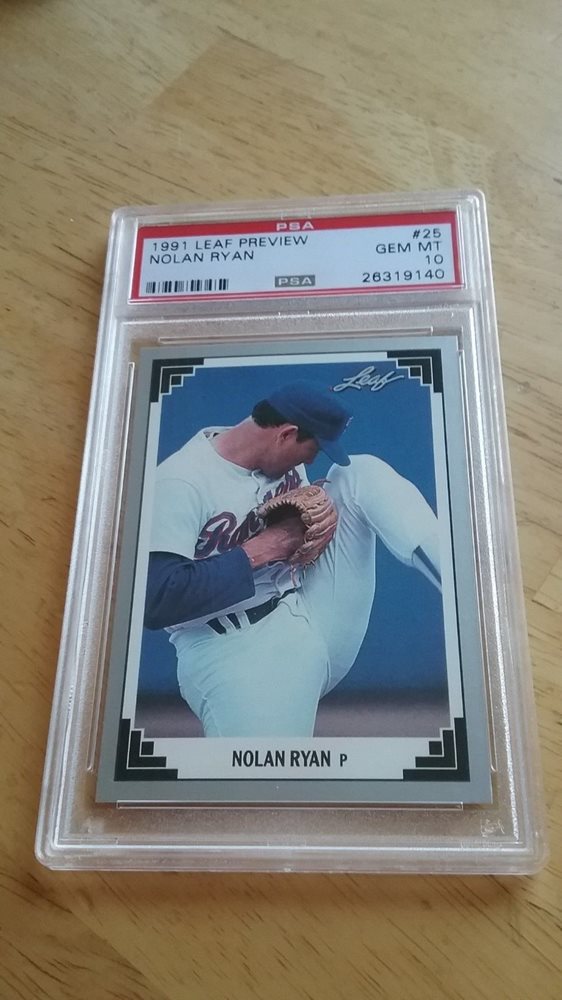 PSA
1991 LEAF PREVIEW #25
NOLAN RYAN GEM MT
10
PSA 26319140
Leaf
NOLAN RYAN P